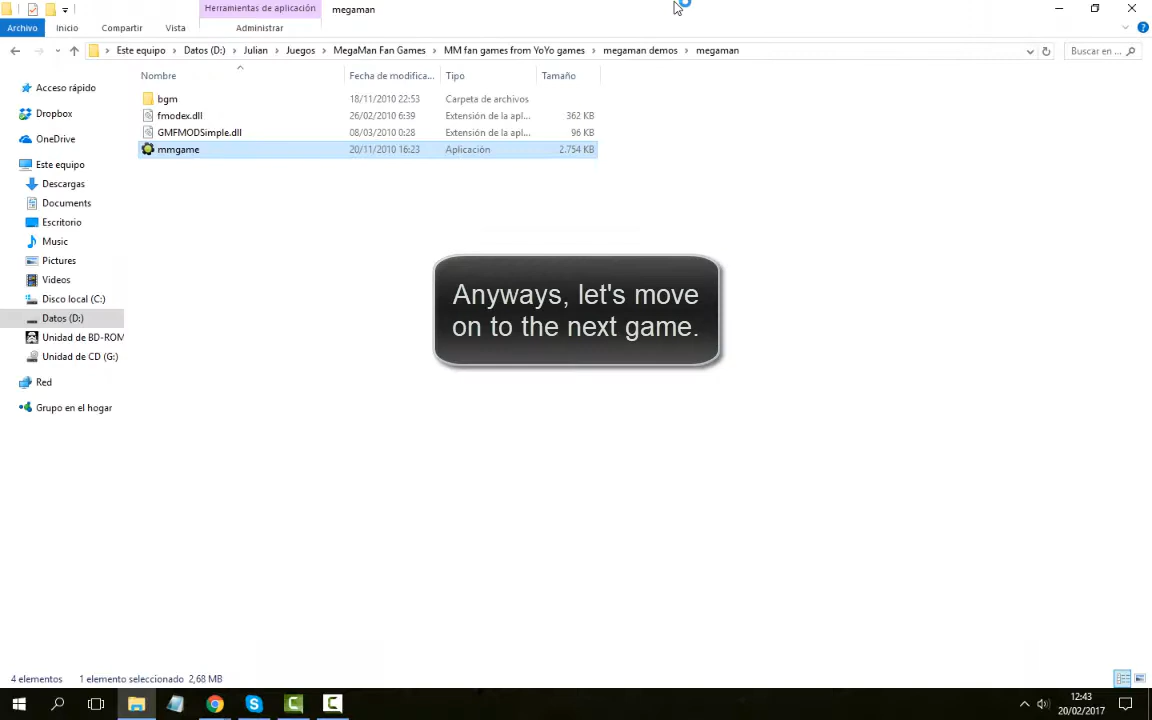 Herramientas de aplicación
megaman
Archivo
Inicio
Compartir
Vista
Administrar
Este equipo > Datos (D:) > Julian > Juegos > MegaMan Fan Games > MM fan games from YoYo games > megaman demos > megaman
Buscar en ...
Nombre
Fecha de modifica...
Tipo
Tamaño
bgm 18/11/2010 22:53 Carpeta de archivos
fmodex.dll 26/02/2010 6:39 Extensión de la apl... 362 KB
GMFMODSimple.dll 08/03/2010 0:28 Extensión de la apl... 96 KB
mmgame 20/11/2010 16:23 Aplicación 2.754 KB
Acceso rápido
Dropbox
OneDrive
Este equipo
Descargas
Documents
Escritorio
Music
Pictures
Videos
Disco local (C:)
Datos (D:)
Unidad de BD-ROM
Unidad de CD (G:)
Red
Grupo en el hogar
Anyways, let's move
on to the next game.
4 elementos
1 elemento seleccionado 2,68 MB
12:43
20/02/2017